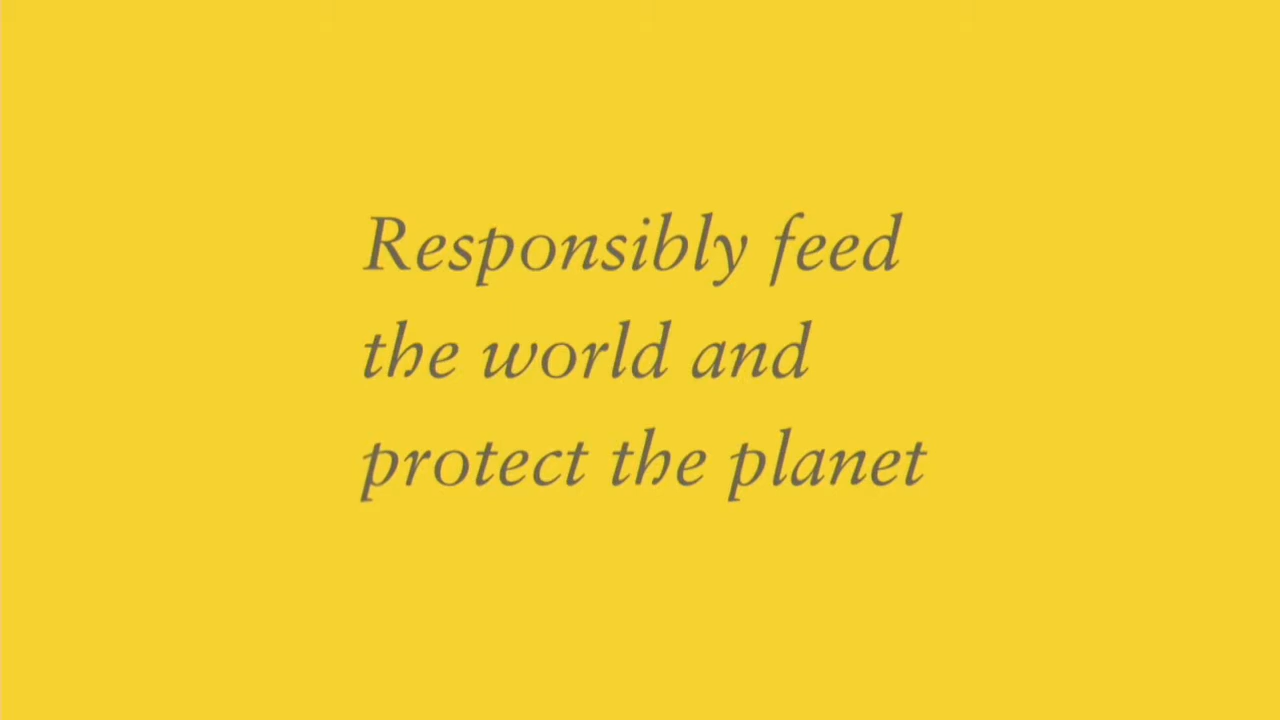 Responsibly feed
the world and
protect the planet